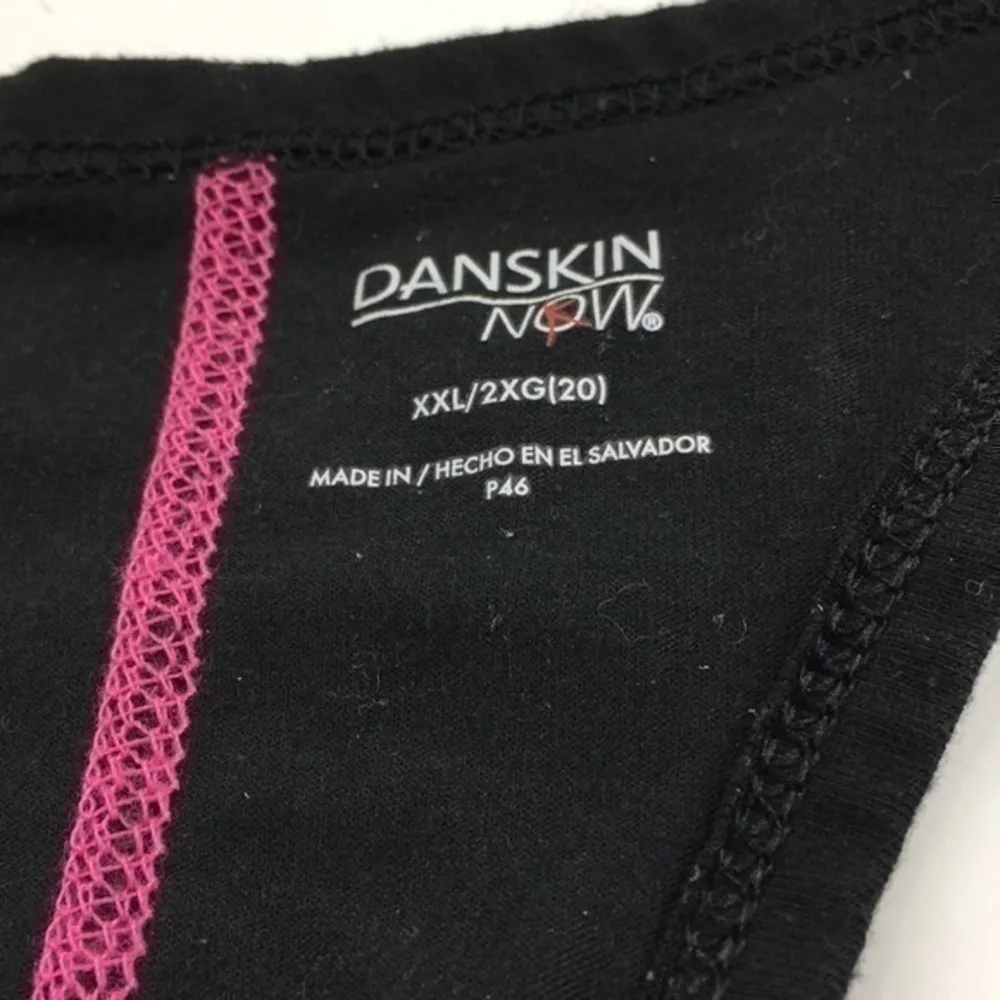 DANSKIN
NOW®
XXL/2XG(20)
MADE IN / HECHO EN EL SALVADOR
P46